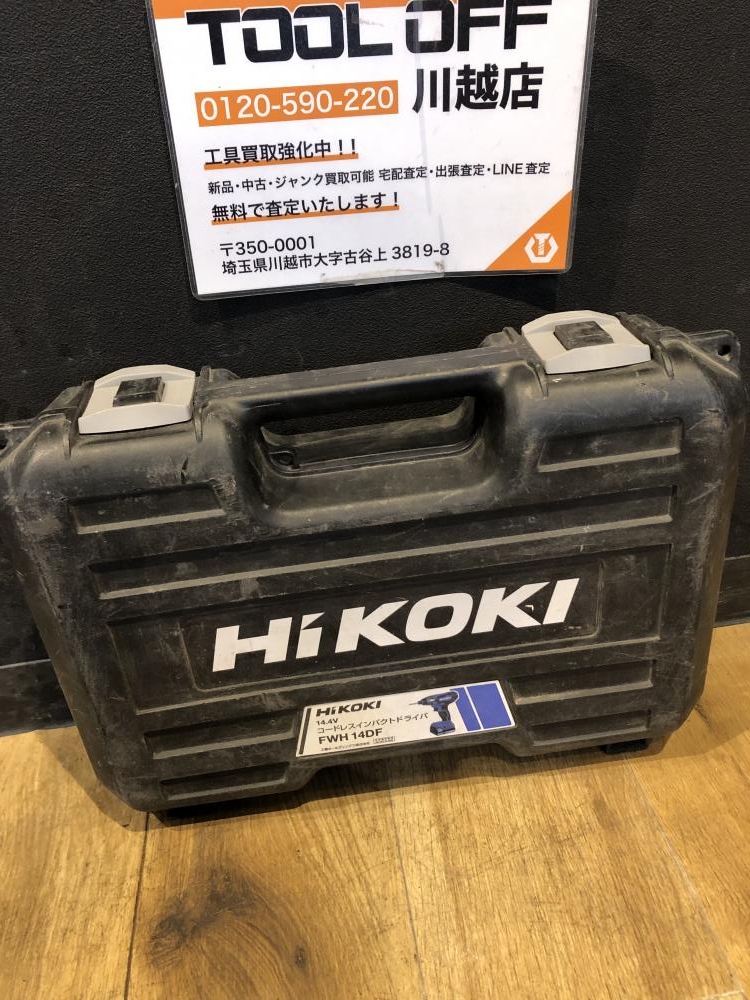 TOOL OFF
0120-590-220 川越店
工具買取強化中!!
新品・中古・ジャンク買取可能 宅配査定・出張査定・LINE査定
無料で査定いたします!
〒350-0001
埼玉県川越市大字古谷上 3819-8
HiKOKI
HiKOKI
14.4V
コードレスインパクトドライバ
FWH 14DF